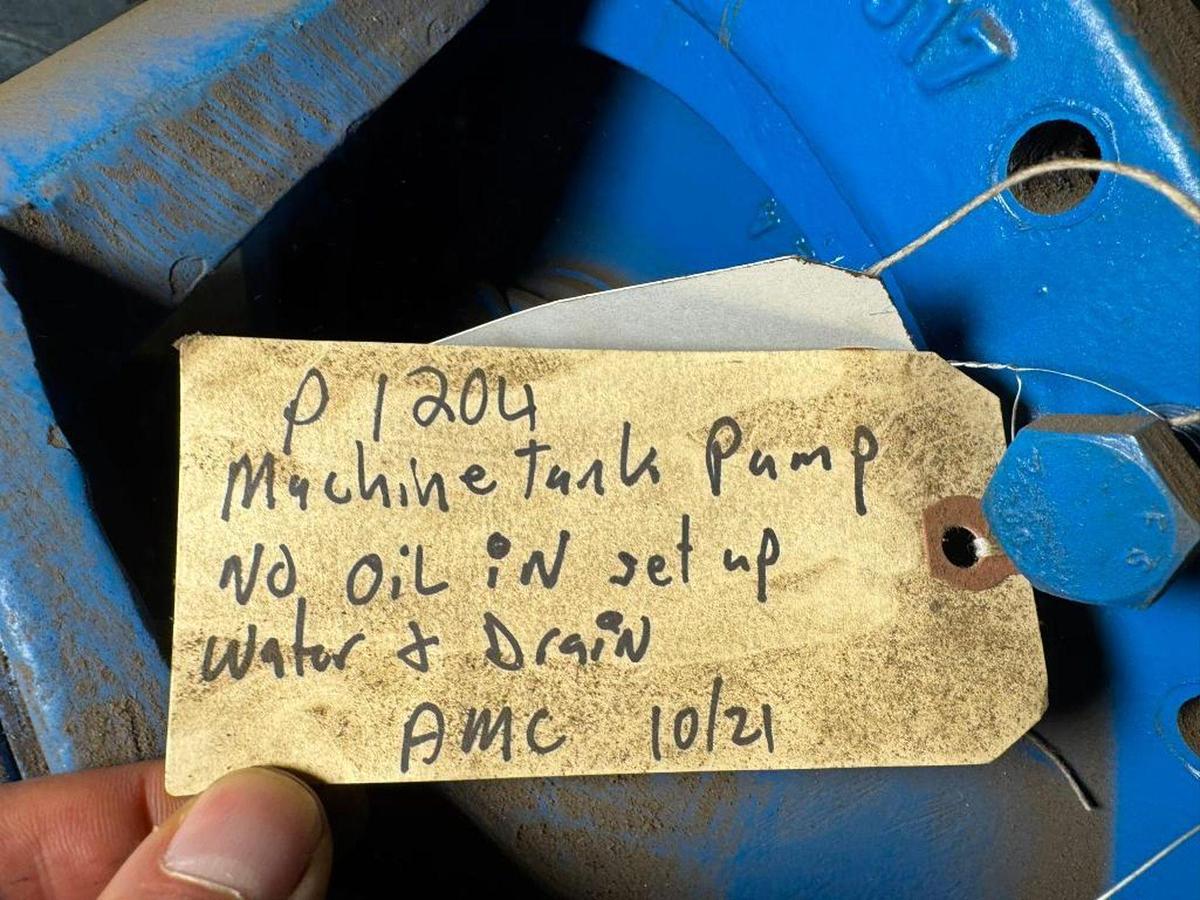 P 1204
Machine Tank Pump
NO OiL iN set up
Water & Drain
AMC 10/21